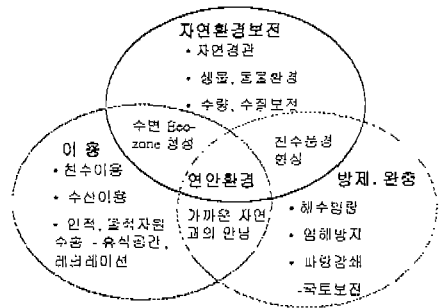 자연환경보전
• 자연경관
• 생물, 동물환경
• 수량, 수질보전
수변 Eco-
zone 형성
친수풍경
형성
이 용
• 친수이용
• 수산이용
• 인적, 물적자원
수송 - 휴식공간,
레크레이션
연안환경
가까운 자연
과의 만남
방제. 완충
• 해수범람
• 염해방지
• 파랑감쇄
-국토보전